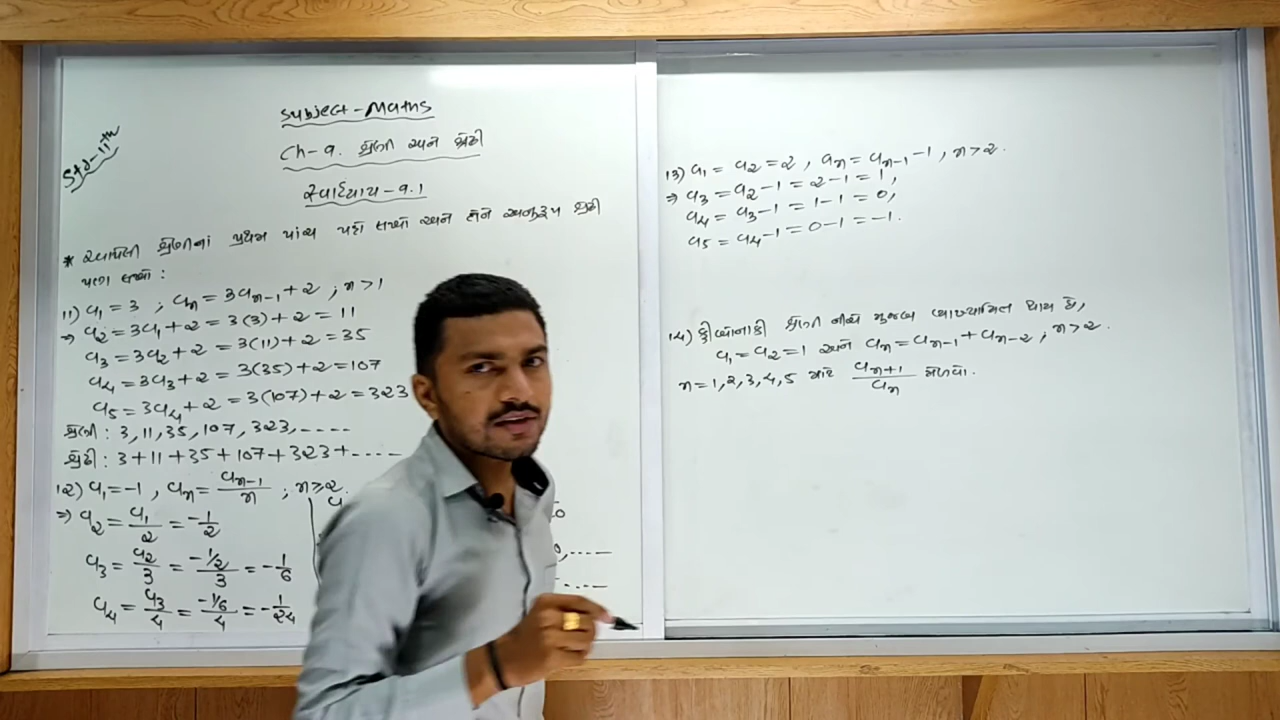 Std-11th
Subject-Maths
Ch-9. શ્રેણી અને શ્રેઢી
સ્વાધ્યાય-9.1
* આપેલી શ્રેણીનાં પ્રથમ પાંચ પદો લખો અને તેને અનુરૂપ શ્રેઢી
પણ લખો :
11) a₁ = 3 ; aₙ = 3aₙ₋₁ + 2 ; n > 1
⇒ a₂ = 3a₁ + 2 = 3(3) + 2 = 11
a₃ = 3a₂ + 2 = 3(11) + 2 = 35
a₄ = 3a₃ + 2 = 3(35) + 2 = 107
a₅ = 3a₄ + 2 = 3(107) + 2 = 323
શ્રેણી : 3, 11, 35, 107, 323, ----
શ્રેઢી : 3 + 11 + 35 + 107 + 323 + ----
12) a₁ = -1 , aₙ = aₙ₋₁/n ; n ≥ 2.
⇒ a₂ = a₁/2 = -1/2
a₃ = a₂/3 = (-1/2)/3 = -1/6
a₄ = a₃/4 = (-1/6)/4 = -1/24
13) a₁ = a₂ = 2 , aₙ = aₙ₋₁ - 1 , n > 2.
⇒ a₃ = a₂ - 1 = 2 - 1 = 1,
a₄ = a₃ - 1 = 1 - 1 = 0,
a₅ = a₄ - 1 = 0 - 1 = -1.
14) ફીબોનાકી શ્રેણી નીચે મુજબ વ્યાખ્યાયિત થાય છે,
a₁ = a₂ = 1 અને aₙ = aₙ₋₁ + aₙ₋₂ ; n > 2.
n = 1, 2, 3, 4, 5 માટે aₙ₊₁/aₙ મેળવો.